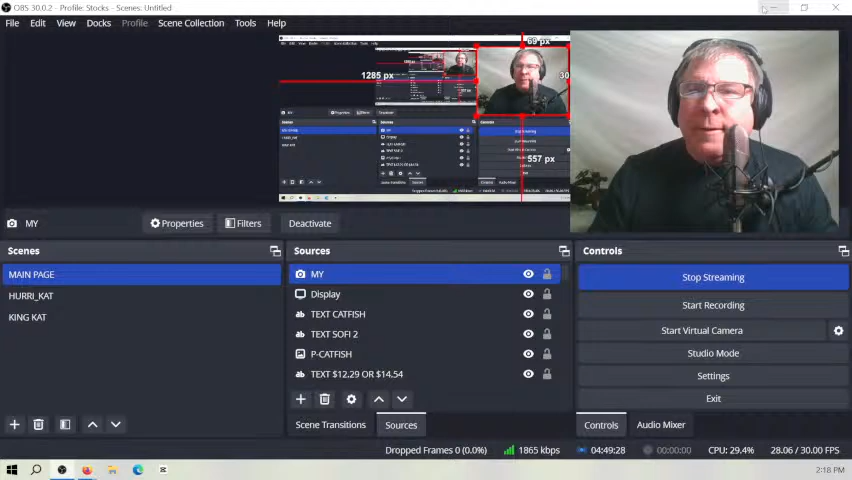 OBS 30.0.2 - Profile: Stocks - Scenes: Untitled
File Edit View Docks Profile Scene Collection Tools Help
69 px
1285 px
30
557 px
MY Properties Filters Deactivate
Scenes Sources Controls
MAIN PAGE
HURRI_KAT
KING KAT
MY
Display
TEXT CATFISH
TEXT SOFI 2
P-CATFISH
TEXT $12.29 OR $14.54
Stop Streaming
Start Recording
Start Virtual Camera
Studio Mode
Settings
Exit
Scene Transitions Sources Controls Audio Mixer
Dropped Frames 0 (0.0%) 1865 kbps 04:49:28 00:00:00 CPU: 29.4% 28.06 / 30.00 FPS
2:18 PM